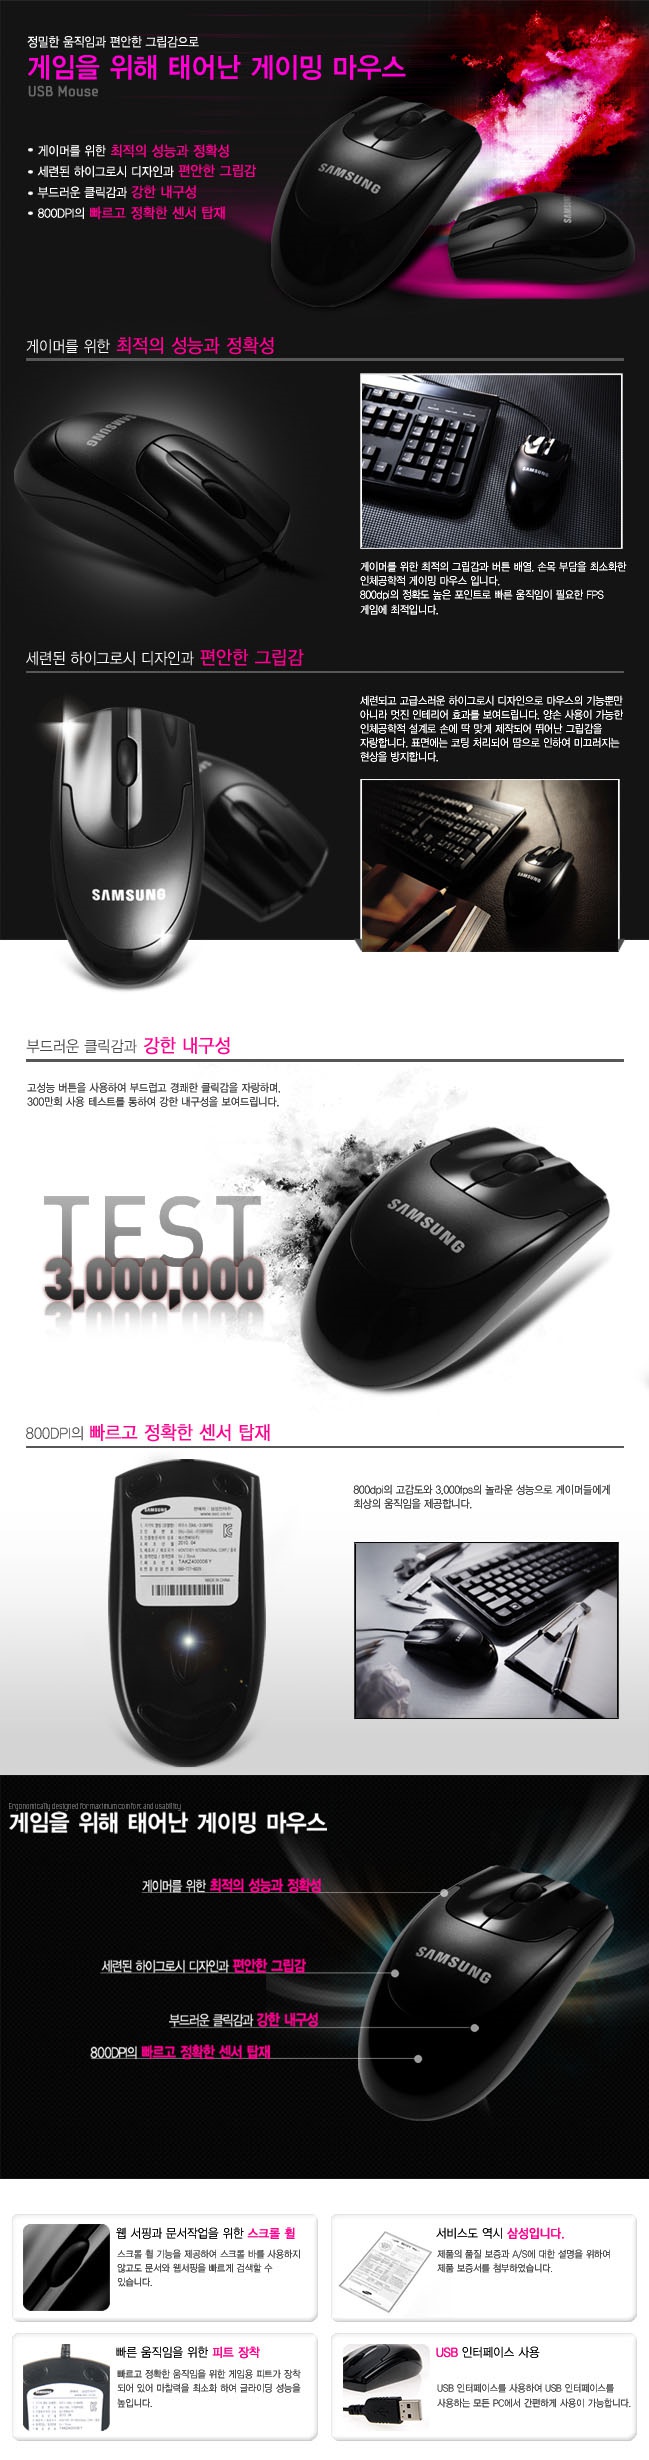 정밀한 움직임과 편안한 그립감으로
게임을 위해 태어난 게이밍 마우스
USB Mouse
• 게이머를 위한 최적의 성능과 정확성
• 세련된 하이그로시 디자인과 편안한 그립감
• 부드러운 클릭감과 강한 내구성
• 800DPI의 빠르고 정확한 센서 탑재
SAMSUNG
SAMSUNG
게이머를 위한 최적의 성능과 정확성
SAMSUNG
SAMSUNG
게이머를 위한 최적의 그립감과 버튼 배열, 손목 부담을 최소화한
인체공학적 게이밍 마우스 입니다.
800dpi의 정확도 높은 포인트로 빠른 움직임이 필요한 FPS
게임에 최적입니다.
세련된 하이그로시 디자인과 편안한 그립감
세련되고 고급스러운 하이그로시 디자인으로 마우스의 기능뿐만
아니라 멋진 인테리어 효과를 보여드립니다. 양손 사용이 가능한
인체공학적 설계로 손에 딱 맞게 제작되어 뛰어난 그립감을
자랑합니다. 표면에는 코팅 처리되어 땀으로 인하여 미끄러지는
현상을 방지합니다.
SAMSUNG
SAMSUNG
부드러운 클릭감과 강한 내구성
고성능 버튼을 사용하여 부드럽고 경쾌한 클릭감을 자랑하며,
300만회 사용 테스트를 통하여 강한 내구성을 보여드립니다.
TEST
3,000,000
SAMSUNG
800DPI의 빠르고 정확한 센서 탑재
SAMSUNG
2010. 04
MADE IN CHINA
800dpi의 고감도와 3,000fps의 놀라운 성능으로 게이머들에게
최상의 움직임을 제공합니다.
SAMSUNG
Ergonomically designed for maximum comfort and usability
게임을 위해 태어난 게이밍 마우스
게이머를 위한 최적의 성능과 정확성
세련된 하이그로시 디자인과 편안한 그립감
부드러운 클릭감과 강한 내구성
800DPI의 빠르고 정확한 센서 탑재
SAMSUNG
웹 서핑과 문서작업을 위한 스크롤 휠
스크롤 휠 기능을 제공하여 스크롤 바를 사용하지
않고도 문서와 웹서핑을 빠르게 검색할 수
있습니다.
서비스도 역시 삼성입니다.
제품의 품질 보증과 A/S에 대한 설명을 위하여
제품 보증서를 첨부하였습니다.
빠른 움직임을 위한 피트 장착
빠르고 정확한 움직임을 위한 게임용 피트가 장착
되어 있어 마찰력을 최소화 하여 글라이딩 성능을
높입니다.
USB 인터페이스 사용
USB 인터페이스를 사용하여 USB 인터페이스를
사용하는 모든 PC에서 간편하게 사용이 가능합니다.